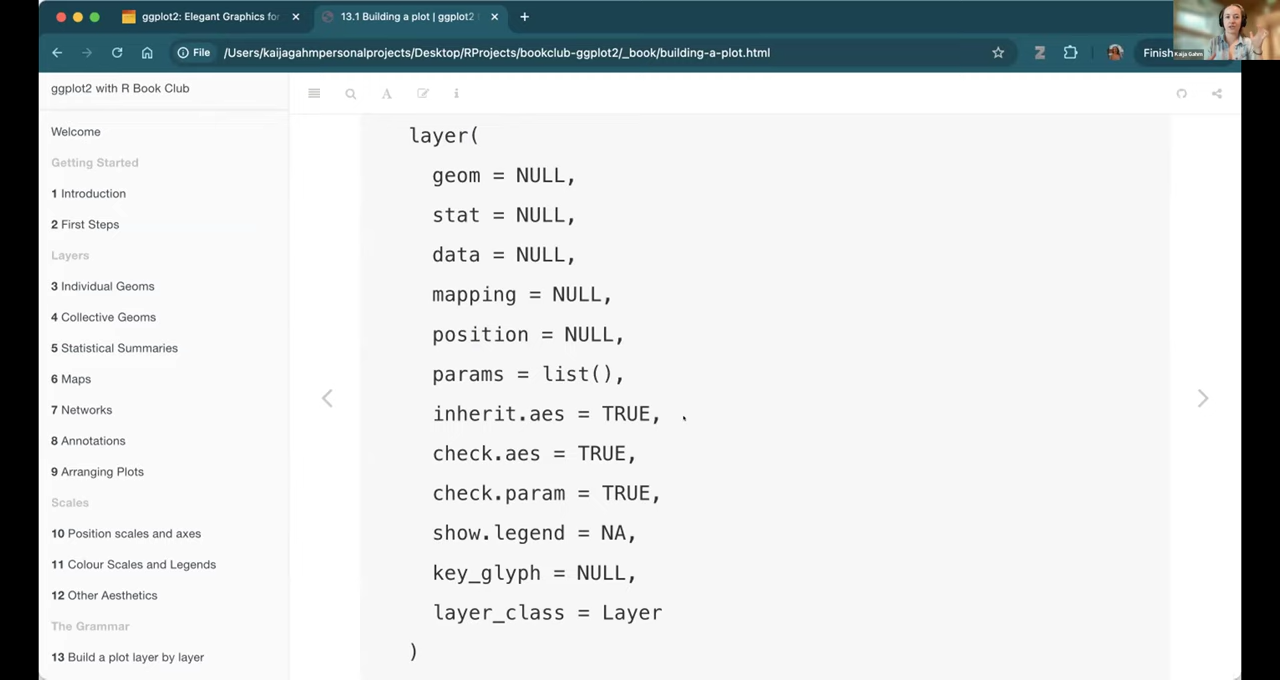 ggplot2: Elegant Graphics for
13.1 Building a plot | ggplot2
File
/Users/kaijagahmpersonalprojects/Desktop/RProjects/bookclub-ggplot2/_book/building-a-plot.html
Finish
Kaija Gahm
ggplot2 with R Book Club
Welcome
Getting Started
1 Introduction
2 First Steps
Layers
3 Individual Geoms
4 Collective Geoms
5 Statistical Summaries
6 Maps
7 Networks
8 Annotations
9 Arranging Plots
Scales
10 Position scales and axes
11 Colour Scales and Legends
12 Other Aesthetics
The Grammar
13 Build a plot layer by layer
layer(
geom = NULL,
stat = NULL,
data = NULL,
mapping = NULL,
position = NULL,
params = list(),
inherit.aes = TRUE,
check.aes = TRUE,
check.param = TRUE,
show.legend = NA,
key_glyph = NULL,
layer_class = Layer
)